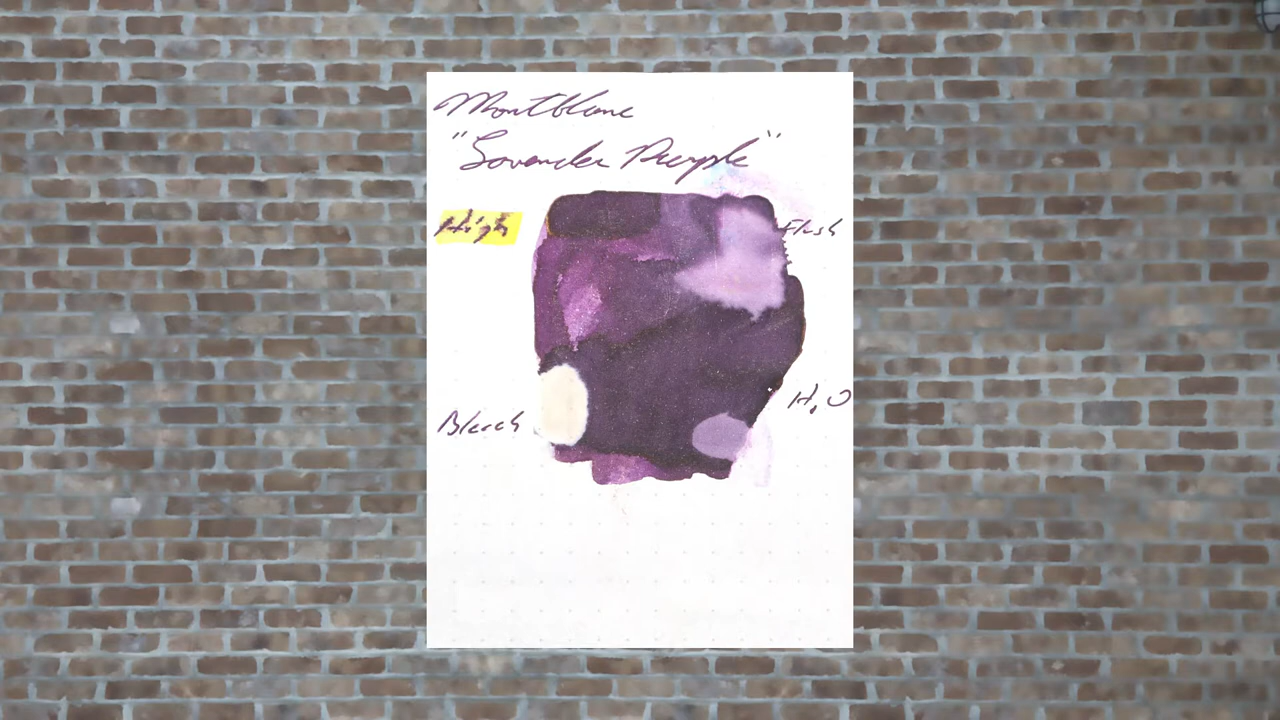 Montblanc
"Lavender Purple"
High
Flush
Bleach
H₂O